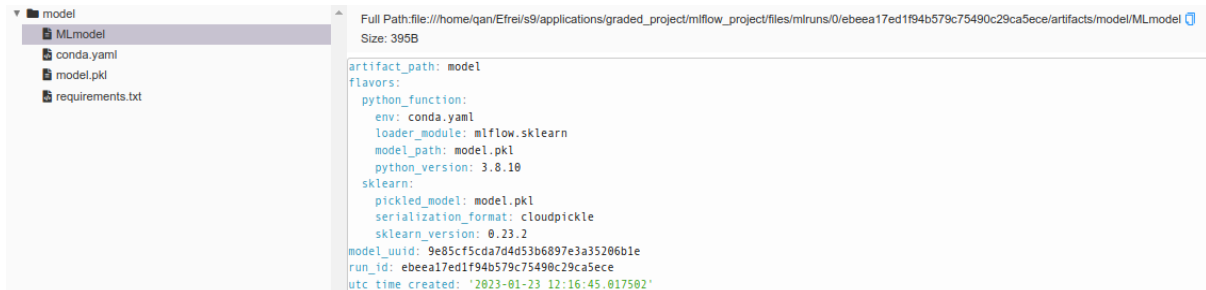 model
MLmodel
conda.yaml
model.pkl
requirements.txt
Full Path:file:///home/qan/Efrei/s9/applications/graded_project/mlflow_project/files/mlruns/0/ebeea17ed1f94b579c75490c29ca5ece/artifacts/model/MLmodel
Size: 395B
artifact_path: model
flavors:
  python_function:
    env: conda.yaml
    loader_module: mlflow.sklearn
    model_path: model.pkl
    python_version: 3.8.10
  sklearn:
    pickled_model: model.pkl
    serialization_format: cloudpickle
    sklearn_version: 0.23.2
model_uuid: 9e85cf5cda7d4d53b6897e3a35206b1e
run_id: ebeea17ed1f94b579c75490c29ca5ece
utc_time_created: '2023-01-23 12:16:45.017502'